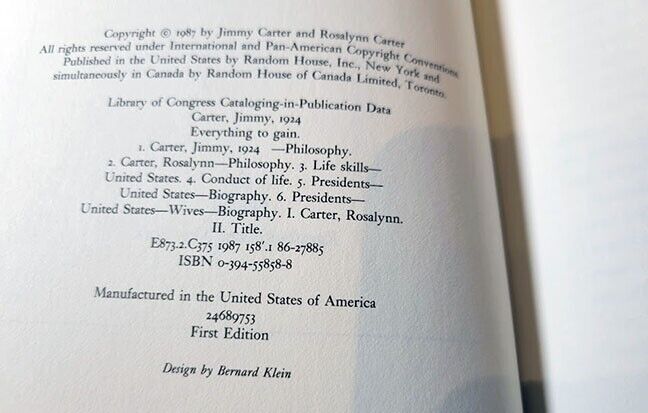 Copyright © 1987 by Jimmy Carter and Rosalynn Carter
All rights reserved under International and Pan-American Copyright Conventions
Published in the United States by Random House, Inc., New York and
simultaneously in Canada by Random House of Canada Limited, Toronto.
Library of Congress Cataloging-in-Publication Data
Carter, Jimmy, 1924
Everything to gain.
1. Carter, Jimmy, 1924 —Philosophy.
2. Carter, Rosalynn—Philosophy. 3. Life skills—
United States. 4. Conduct of life. 5. Presidents—
United States—Biography. 6. Presidents—
United States—Wives—Biography. I. Carter, Rosalynn.
II. Title.
E873.2.C375 1987 158'.1 86-27885
ISBN 0-394-55858-8
Manufactured in the United States of America
24689753
First Edition
Design by Bernard Klein